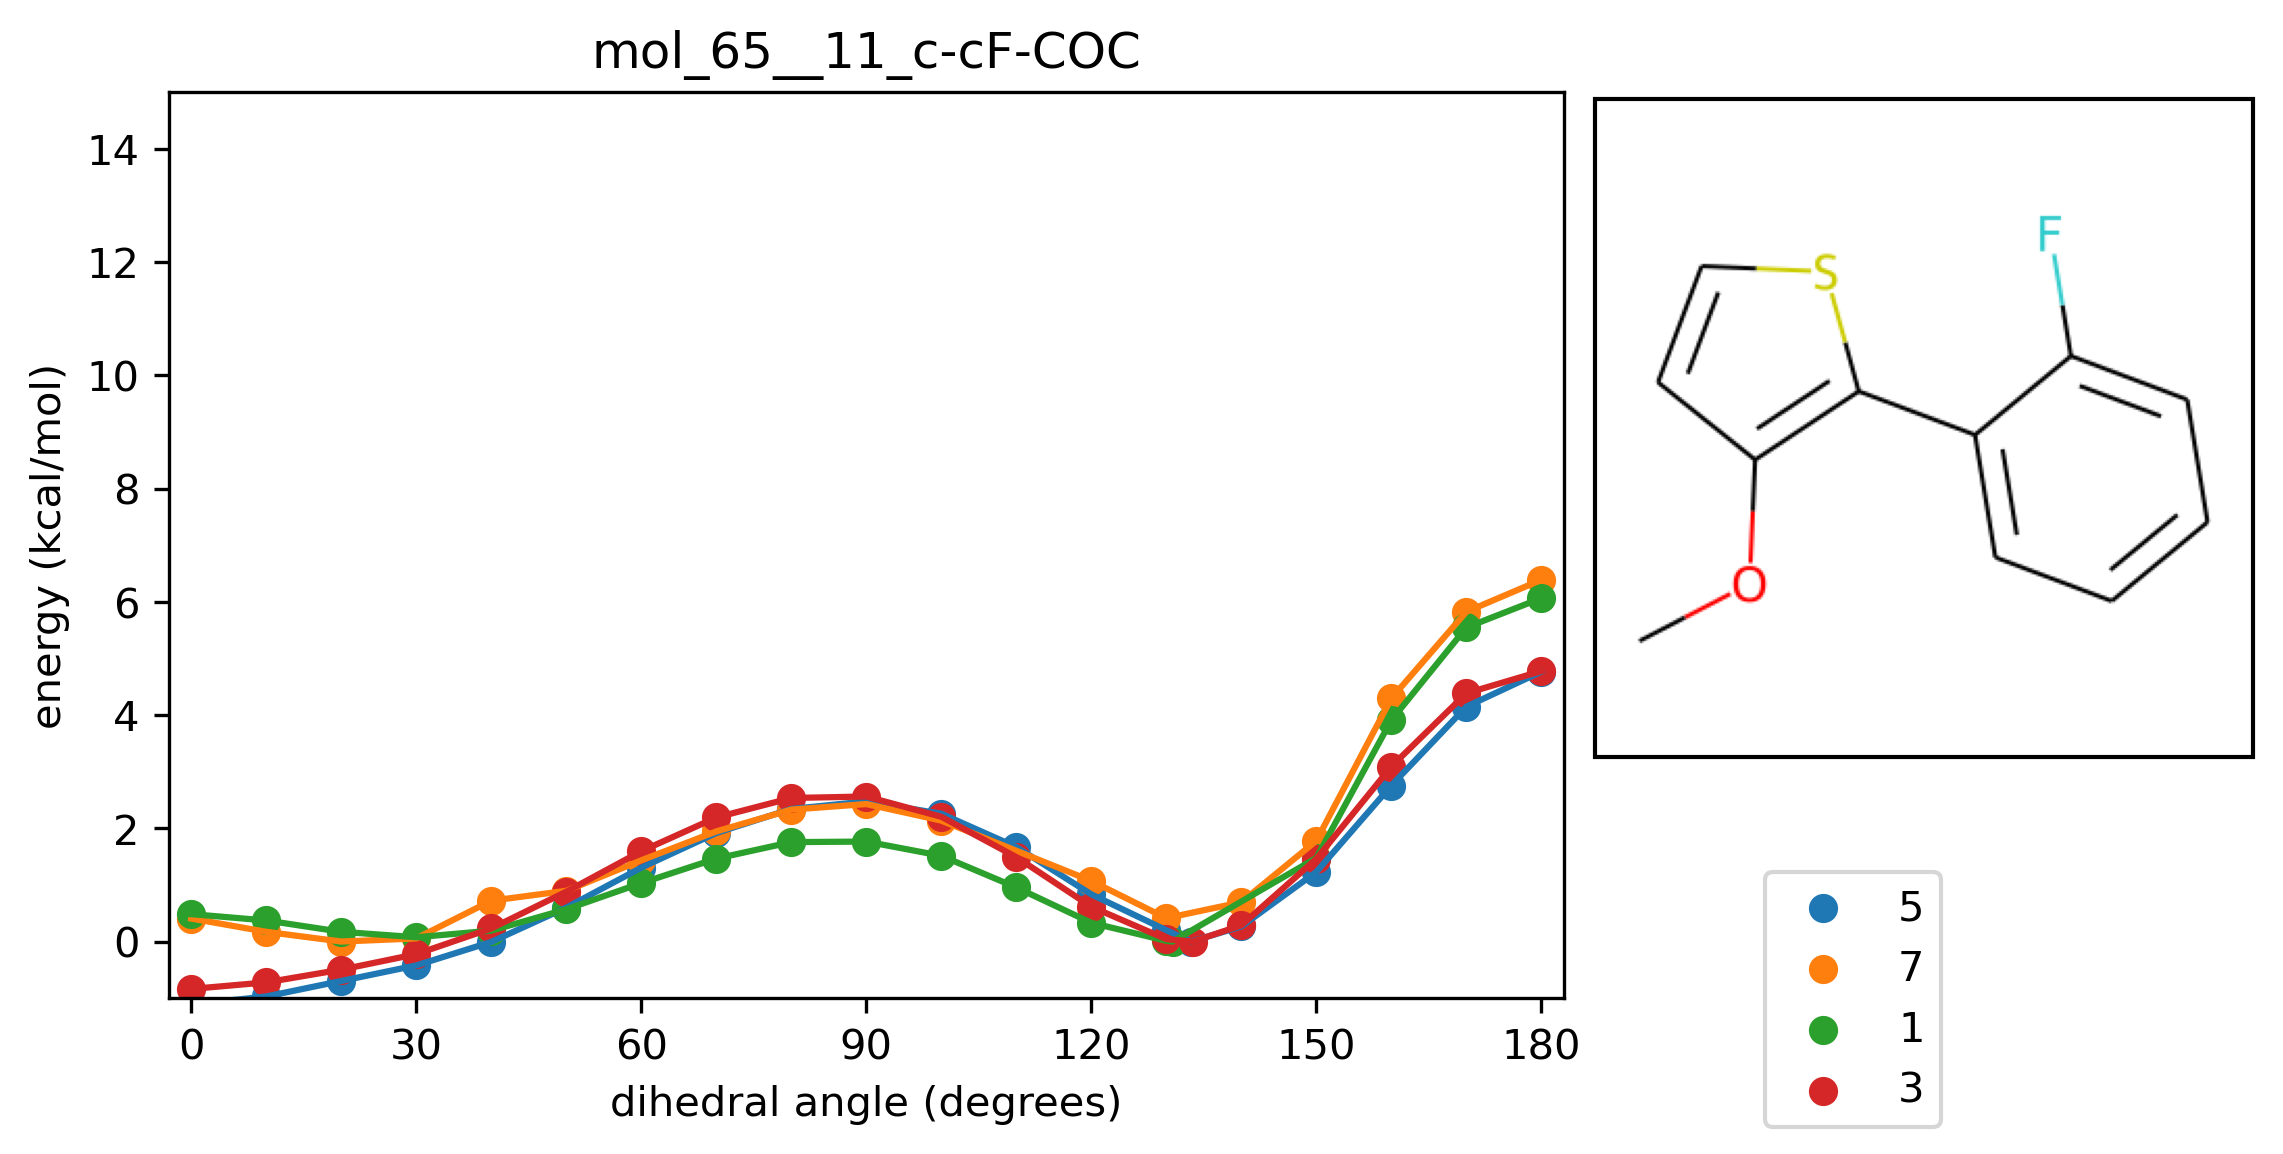 mol_65__11_c-cF-COC
energy (kcal/mol)
14
12
10
8
6
4
2
0
0 30 60 90 120 150 180
dihedral angle (degrees)
F
S
O
5
7
1
3